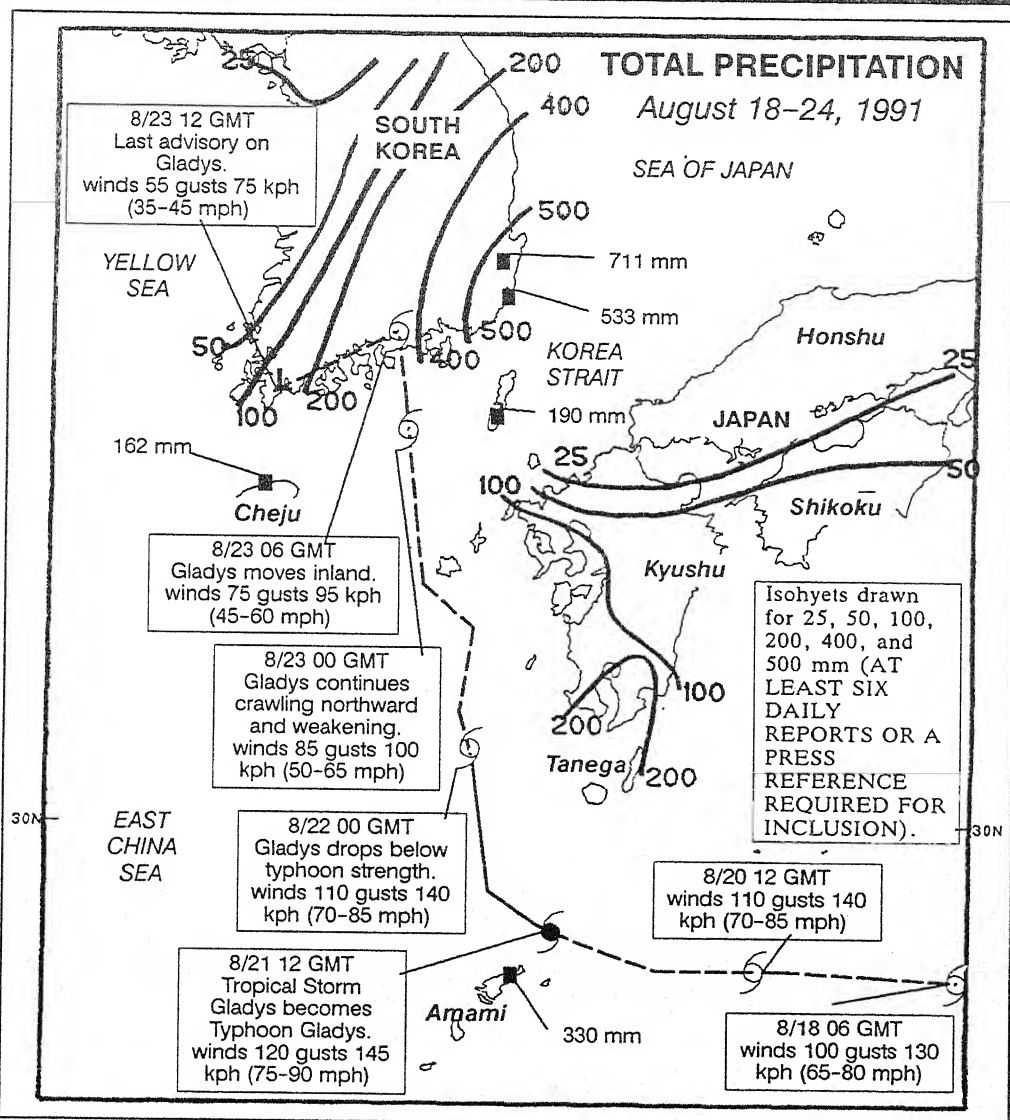 TOTAL PRECIPITATION
August 18-24, 1991
25
200
400
SOUTH
KOREA
SEA OF JAPAN
8/23 12 GMT
Last advisory on
Gladys.
winds 55 gusts 75 kph
(35-45 mph)
500
711 mm
YELLOW
SEA
533 mm
Honshu
50
500
400
KOREA
STRAIT
25
L
100
200
190 mm
JAPAN
162 mm
25
50
100
Cheju
Shikoku
8/23 06 GMT
Gladys moves inland.
winds 75 gusts 95 kph
(45-60 mph)
Kyushu
Isohyets drawn
for 25, 50, 100,
200, 400, and
500 mm (AT
LEAST SIX
DAILY
REPORTS OR A
PRESS
REFERENCE
REQUIRED FOR
INCLUSION).
8/23 00 GMT
Gladys continues
crawling northward
and weakening.
winds 85 gusts 100
kph (50-65 mph)
100
200
Tanega
200
30N
30N
EAST
CHINA
SEA
8/22 00 GMT
Gladys drops below
typhoon strength.
winds 110 gusts 140
kph (70-85 mph)
8/20 12 GMT
winds 110 gusts 140
kph (70-85 mph)
8/21 12 GMT
Tropical Storm
Gladys becomes
Typhoon Gladys.
winds 120 gusts 145
kph (75-90 mph)
Amami
330 mm
8/18 06 GMT
winds 100 gusts 130
kph (65-80 mph)